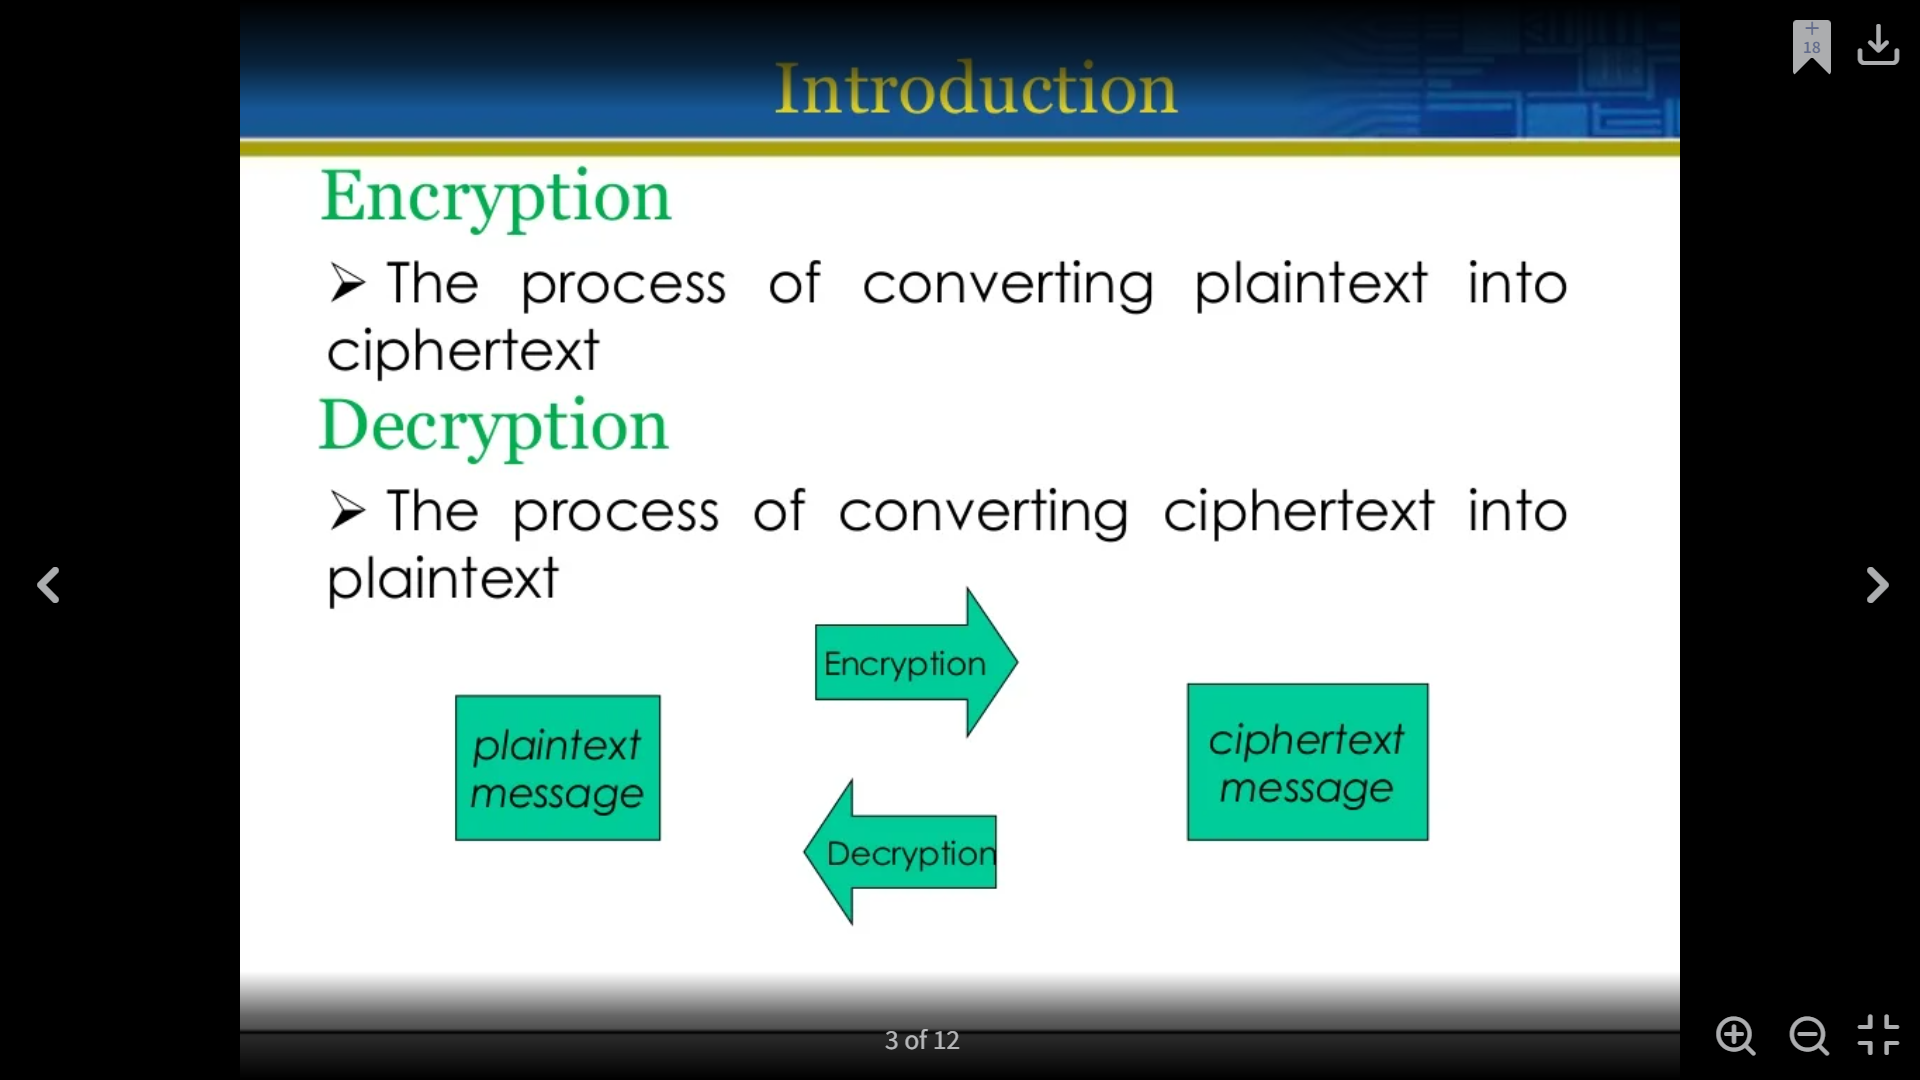 +
18
Introduction
Encryption
➢ The process of converting plaintext into
ciphertext
Decryption
➢ The process of converting ciphertext into
plaintext
Encryption
plaintext
message
ciphertext
message
Decryption
3 of 12